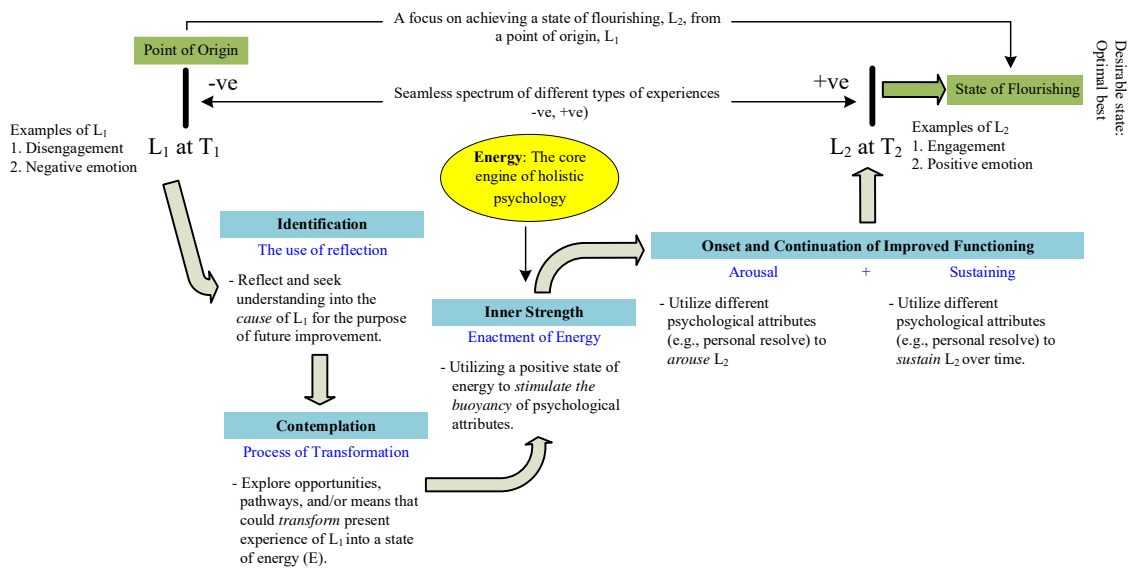 A focus on achieving a state of flourishing, L₂, from
a point of origin, L₁
Point of Origin
-ve
Seamless spectrum of different types of experiences
-ve, +ve)
+ve
State of Flourishing
Desirable state:
Optimal best
Examples of L₁
1. Disengagement
2. Negative emotion
L₁ at T₁
L₂ at T₂
Examples of L₂
1. Engagement
2. Positive emotion
Energy: The core
engine of holistic
psychology
Identification
The use of reflection
- Reflect and seek
understanding into the
cause of L₁ for the purpose
of future improvement.
Contemplation
Process of Transformation
- Explore opportunities,
pathways, and/or means that
could transform present
experience of L₁ into a state
of energy (E).
Inner Strength
Enactment of Energy
- Utilizing a positive state of
energy to stimulate the
buoyancy of psychological
attributes.
Onset and Continuation of Improved Functioning
Arousal + Sustaining
- Utilize different
psychological attributes
(e.g., personal resolve) to
arouse L₂
- Utilize different
psychological attributes
(e.g., personal resolve) to
sustain L₂ over time.